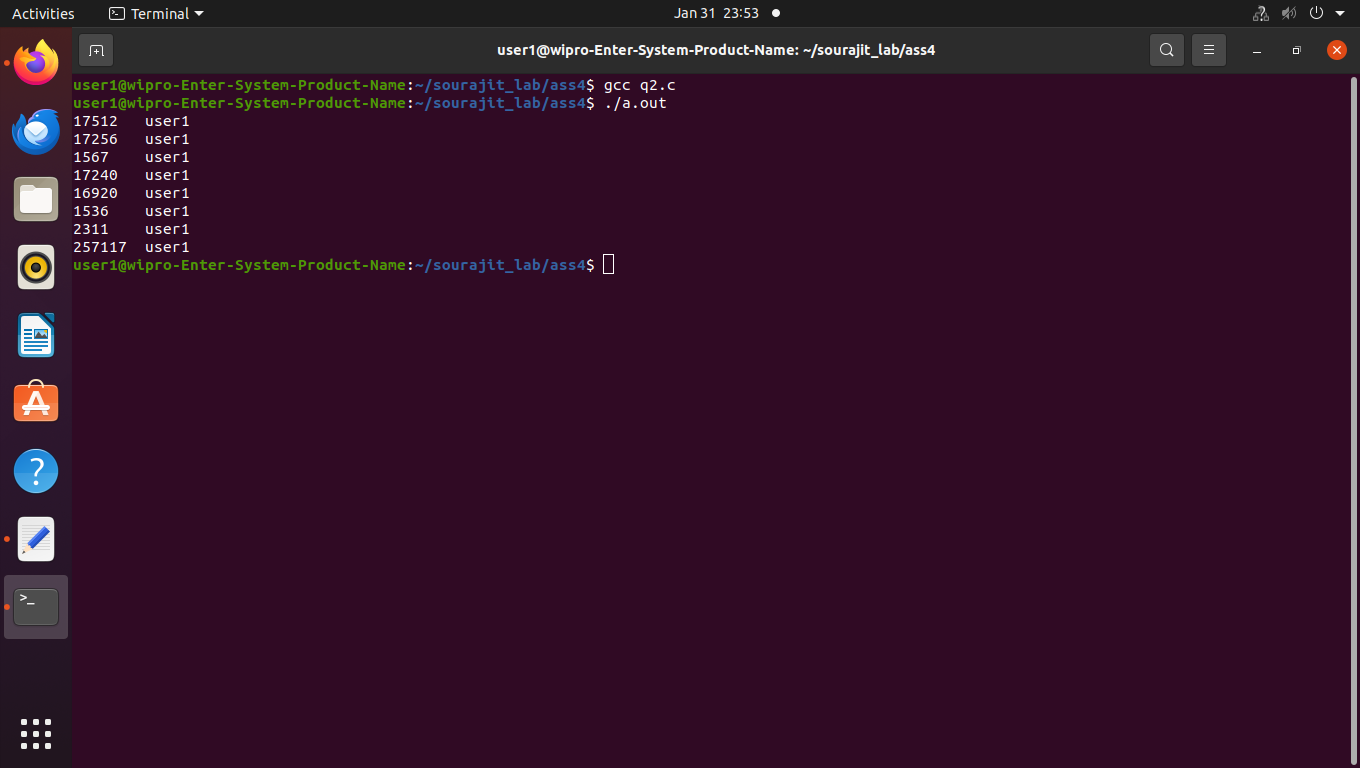 Activities Terminal Jan 31 23:53
user1@wipro-Enter-System-Product-Name: ~/sourajit_lab/ass4
user1@wipro-Enter-System-Product-Name:~/sourajit_lab/ass4$ gcc q2.c
user1@wipro-Enter-System-Product-Name:~/sourajit_lab/ass4$ ./a.out
17512 user1
17256 user1
1567 user1
17240 user1
16920 user1
1536 user1
2311 user1
257117 user1
user1@wipro-Enter-System-Product-Name:~/sourajit_lab/ass4$